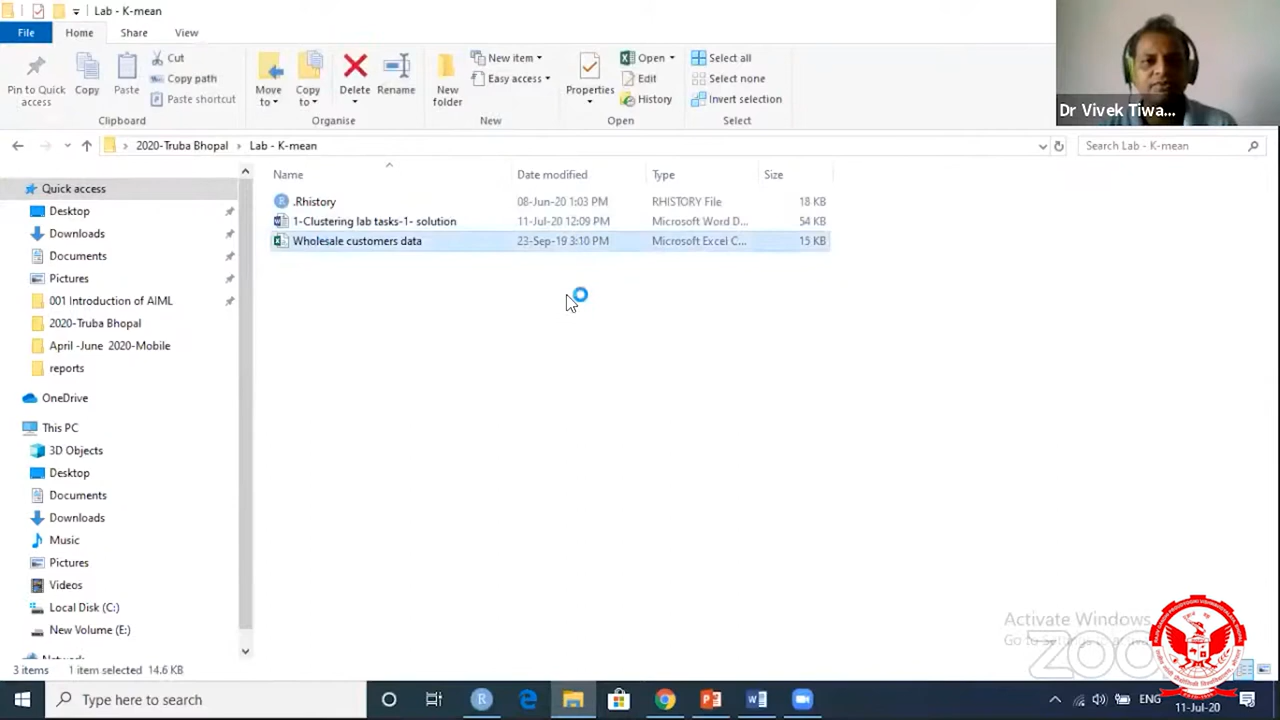 Lab - K-mean
File Home Share View
Pin to Quick access
Copy
Paste
Cut
Copy path
Paste shortcut
Clipboard
Move to
Copy to
Delete
Rename
Organise
New folder
New item
Easy access
New
Properties
Open
Edit
History
Open
Select all
Select none
Invert selection
Select
Dr Vivek Tiwa...
2020-Truba Bhopal > Lab - K-mean
Search Lab - K-mean
Name Date modified Type Size
.Rhistory 08-Jun-20 1:03 PM RHISTORY File 18 KB
1-Clustering lab tasks-1- solution 11-Jul-20 12:09 PM Microsoft Word D... 54 KB
Wholesale customers data 23-Sep-19 3:10 PM Microsoft Excel C... 15 KB
Quick access
Desktop
Downloads
Documents
Pictures
001 Introduction of AIML
2020-Truba Bhopal
April -June 2020-Mobile
reports
OneDrive
This PC
3D Objects
Desktop
Documents
Downloads
Music
Pictures
Videos
Local Disk (C:)
New Volume (E:)
Activate Windows
3 items 1 item selected 14.6 KB
Type here to search
ENG
11-Jul-20